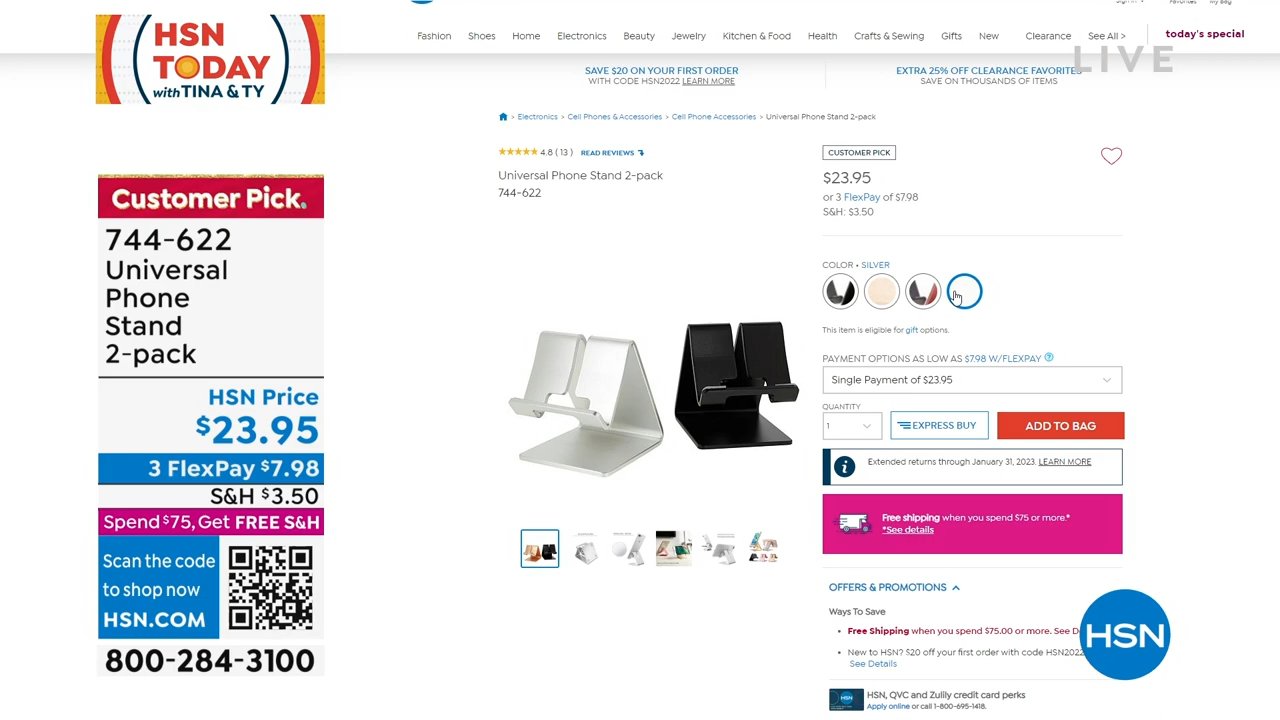 HSN
TODAY
with TINA & TY
Customer Pick.
744-622
Universal
Phone
Stand
2-pack
HSN Price
$23.95
3 FlexPay $7.98
S&H $3.50
Spend $75, Get FREE S&H
Scan the code
to shop now
HSN.COM
800-284-3100
Fashion Shoes Home Electronics Beauty Jewelry Kitchen & Food Health Crafts & Sewing Gifts New Clearance See All > today's special
LIVE
SAVE $20 ON YOUR FIRST ORDER
WITH CODE HSN2022 LEARN MORE
EXTRA 25% OFF CLEARANCE FAVORITES
SAVE ON THOUSANDS OF ITEMS
> Electronics > Cell Phones & Accessories > Cell Phone Accessories > Universal Phone Stand 2-pack
4.8 ( 13 ) READ REVIEWS
Universal Phone Stand 2-pack
744-622
CUSTOMER PICK
$23.95
or 3 FlexPay of $7.98
S&H: $3.50
COLOR • SILVER
This item is eligible for gift options.
PAYMENT OPTIONS AS LOW AS $7.98 W/FLEXPAY ?
Single Payment of $23.95
QUANTITY
1
EXPRESS BUY
ADD TO BAG
i Extended returns through January 31, 2023. LEARN MORE
Free shipping when you spend $75 or more.*
*See details
OFFERS & PROMOTIONS
Ways To Save
• Free Shipping when you spend $75.00 or more. See D
• New to HSN? $20 off your first order with code HSN2022
See Details
HSN
HSN, QVC and Zulily credit card perks
Apply online or call 1-800-695-1418.